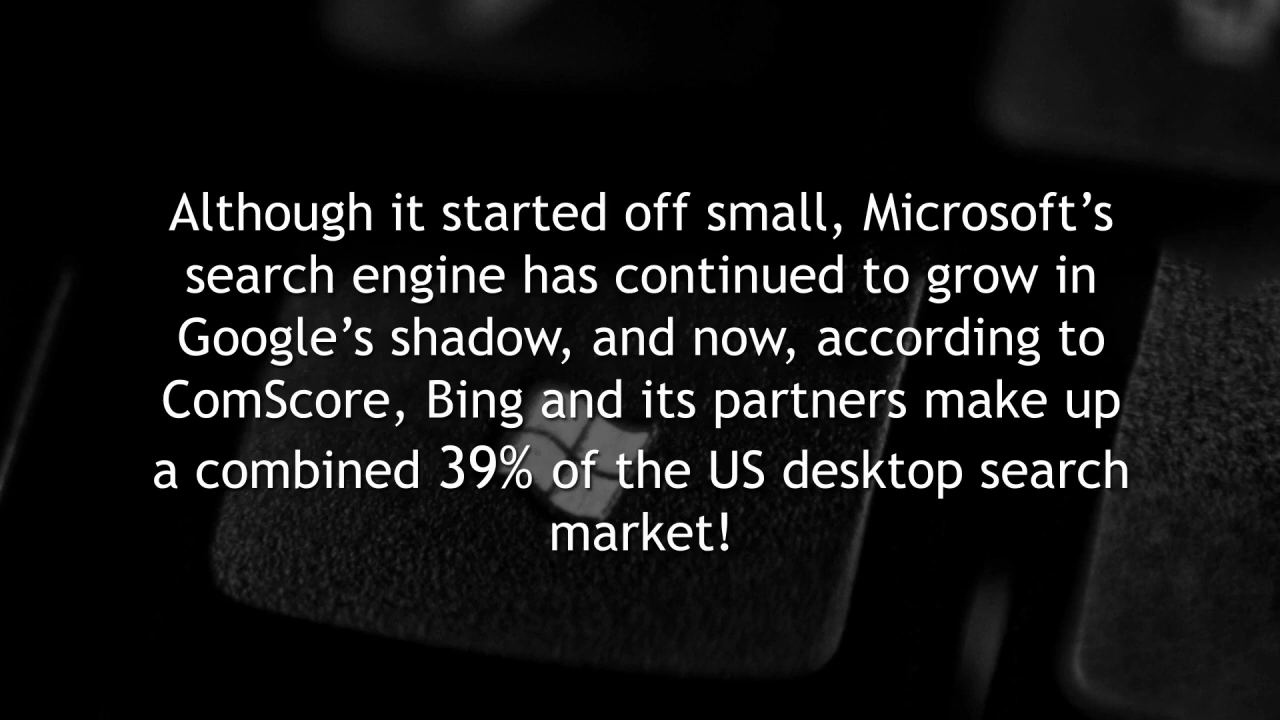 Although it started off small, Microsoft’s
search engine has continued to grow in
Google’s shadow, and now, according to
ComScore, Bing and its partners make up
a combined 39% of the US desktop search
market!